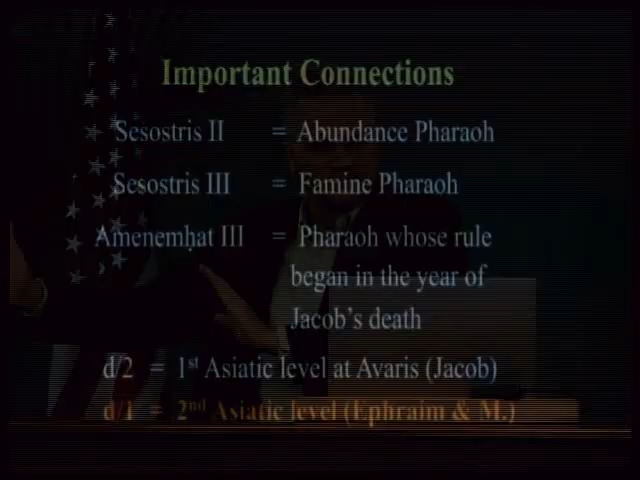 Important Connections
Sesostris II = Abundance Pharaoh
Sesostris III = Famine Pharaoh
Amenemḥat III = Pharaoh whose rule
began in the year of
Jacob's death
d/2 = 1st Asiatic level at Avaris (Jacob)
d/1 = 2nd Asiatic level (Ephraim & M.)